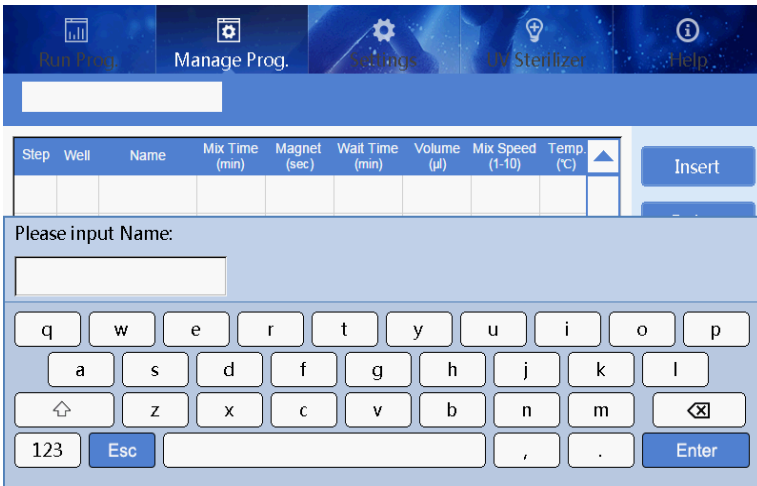 Run Prog.
Manage Prog.
Settings
UV Sterilizer
Help
Step Well Name Mix Time (min) Magnet (sec) Wait Time (min) Volume (µl) Mix Speed (1-10) Temp. (℃)
Insert
Please input Name:
q w e r t y u i o p
a s d f g h j k l
z x c v b n m
123 Esc , . Enter